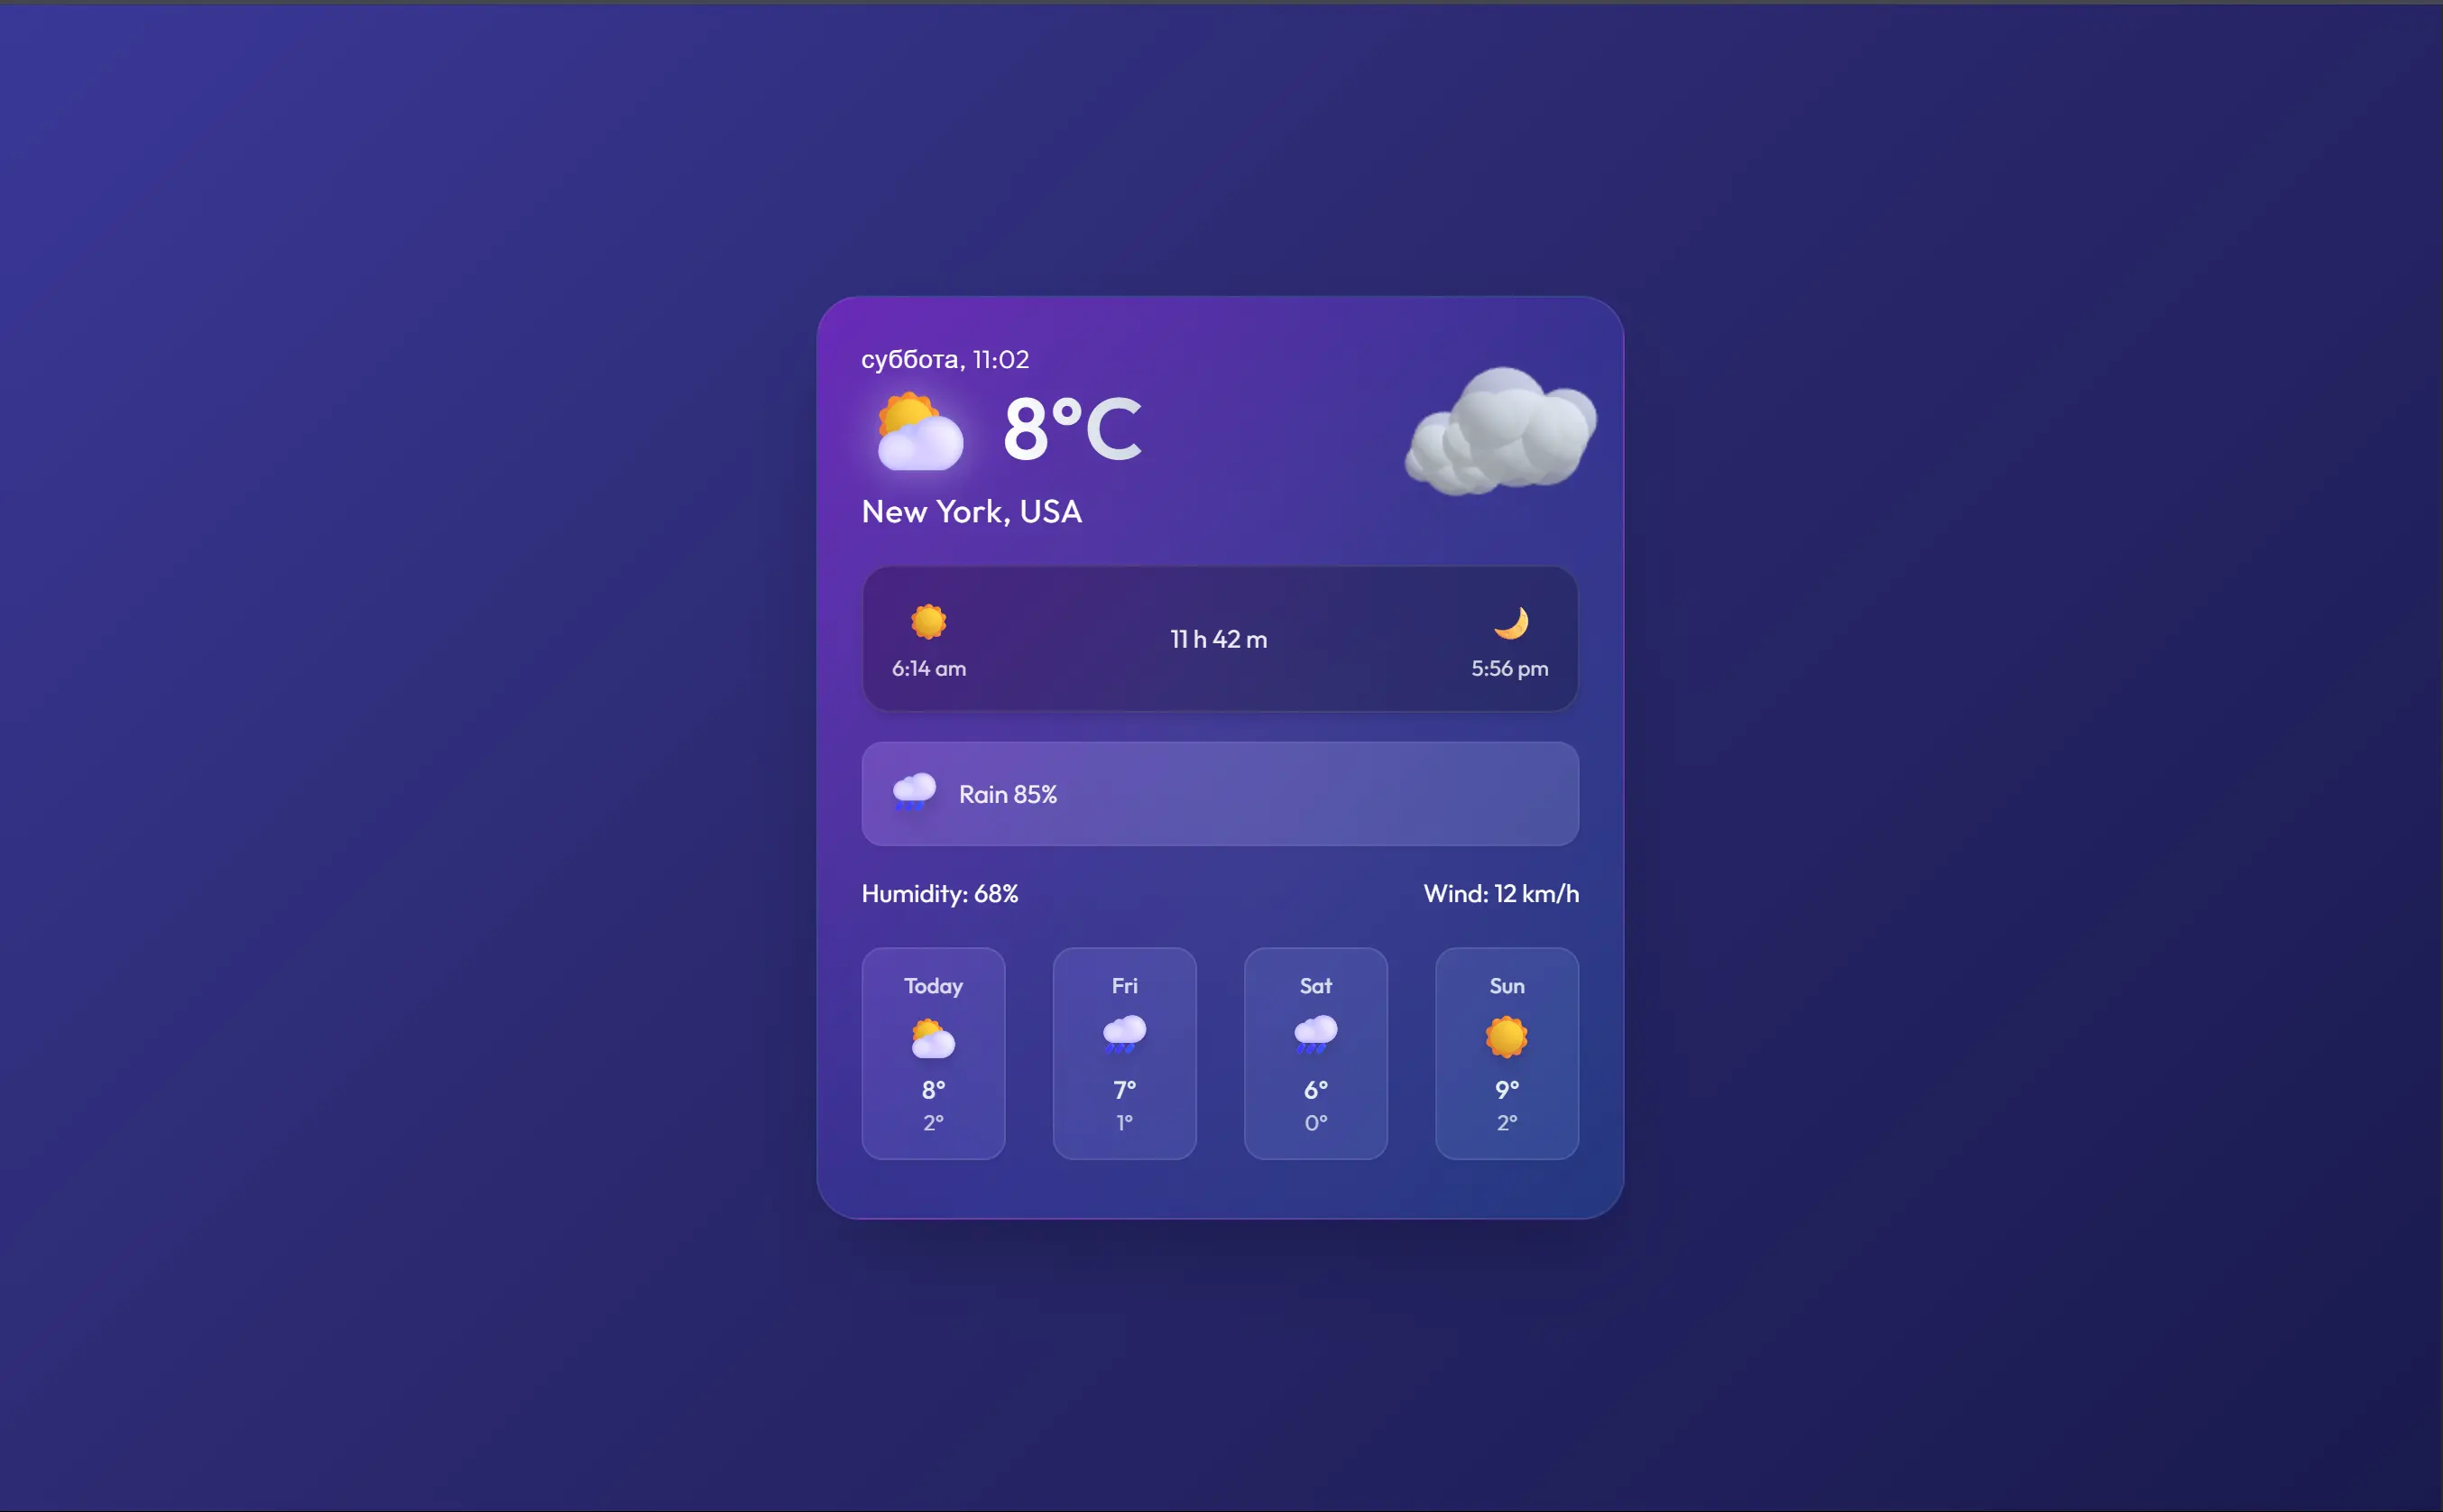 суббота, 11:02
8°C
New York, USA
11 h 42 m
6:14 am
5:56 pm
Rain 85%
Humidity: 68%
Wind: 12 km/h
Today
8°
2°
Fri
7°
1°
Sat
6°
0°
Sun
9°
2°